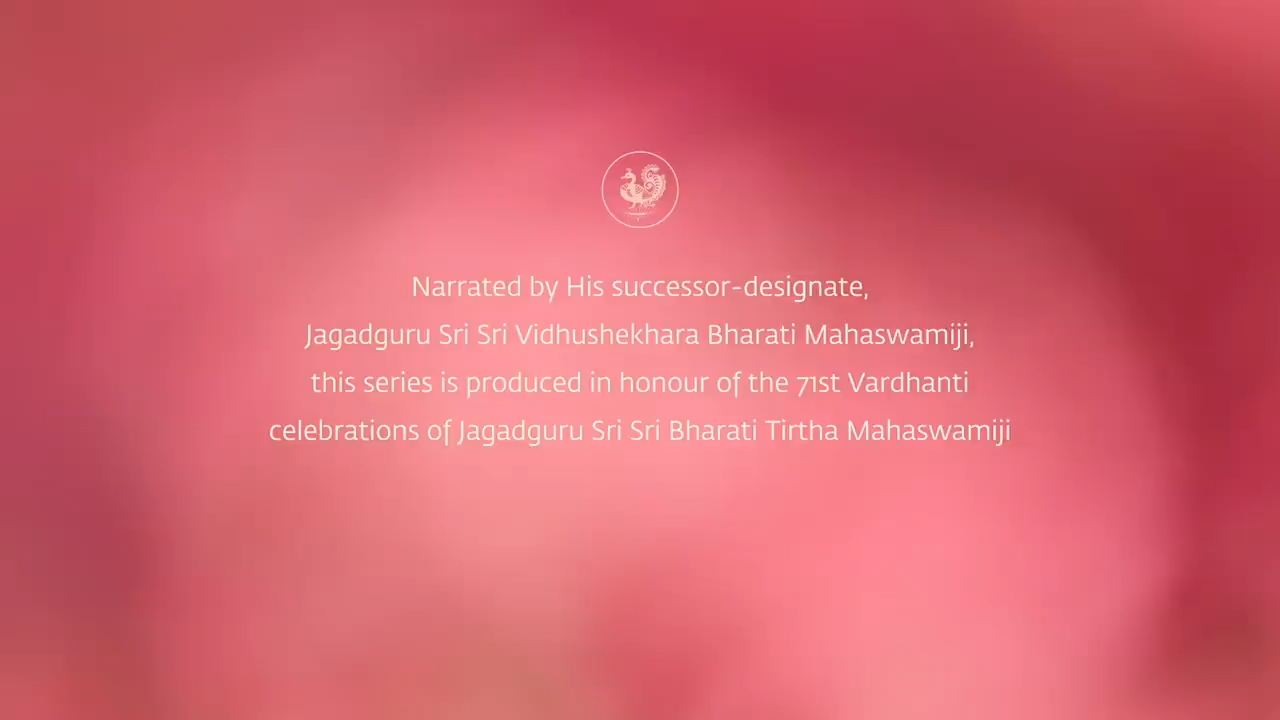 Narrated by His successor-designate,
Jagadguru Sri Sri Vidhushekhara Bharati Mahaswamiji,
this series is produced in honour of the 71st Vardhanti
celebrations of Jagadguru Sri Sri Bharati Tirtha Mahaswamiji